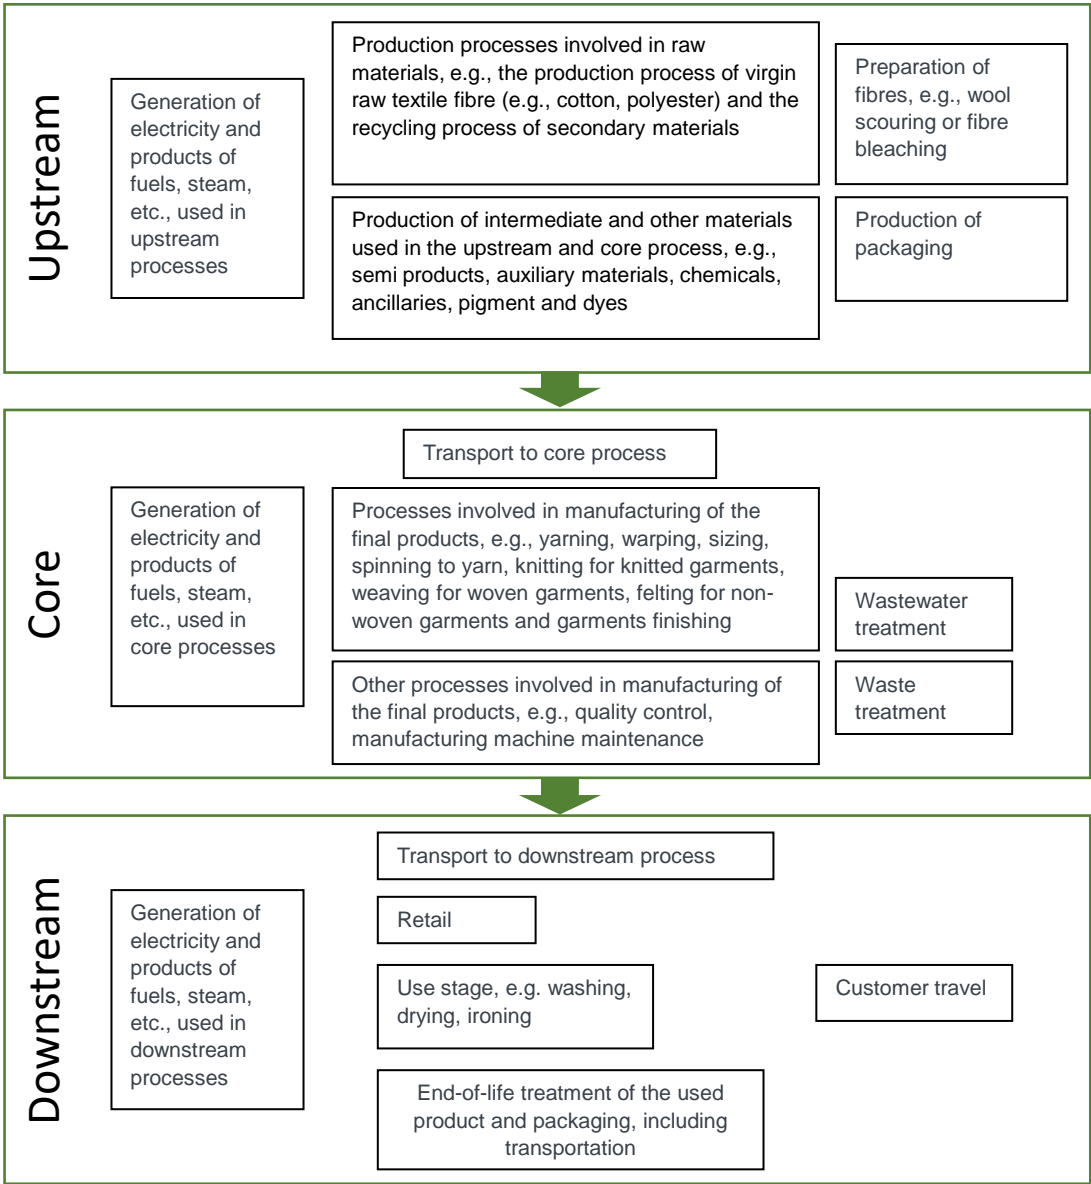 Upstream
Generation of
electricity and
products of
fuels, steam,
etc., used in
upstream
processes
Production processes involved in raw
materials, e.g., the production process of virgin
raw textile fibre (e.g., cotton, polyester) and the
recycling process of secondary materials
Preparation of
fibres, e.g., wool
scouring or fibre
bleaching
Production of intermediate and other materials
used in the upstream and core process, e.g.,
semi products, auxiliary materials, chemicals,
ancillaries, pigment and dyes
Production of
packaging
Core
Transport to core process
Generation of
electricity and
products of
fuels, steam,
etc., used in
core processes
Processes involved in manufacturing of the
final products, e.g., yarning, warping, sizing,
spinning to yarn, knitting for knitted garments,
weaving for woven garments, felting for non-
woven garments and garments finishing
Wastewater
treatment
Other processes involved in manufacturing of
the final products, e.g., quality control,
manufacturing machine maintenance
Waste
treatment
Downstream
Transport to downstream process
Generation of
electricity and
products of
fuels, steam,
etc., used in
downstream
processes
Retail
Use stage, e.g. washing,
drying, ironing
Customer travel
End-of-life treatment of the used
product and packaging, including
transportation